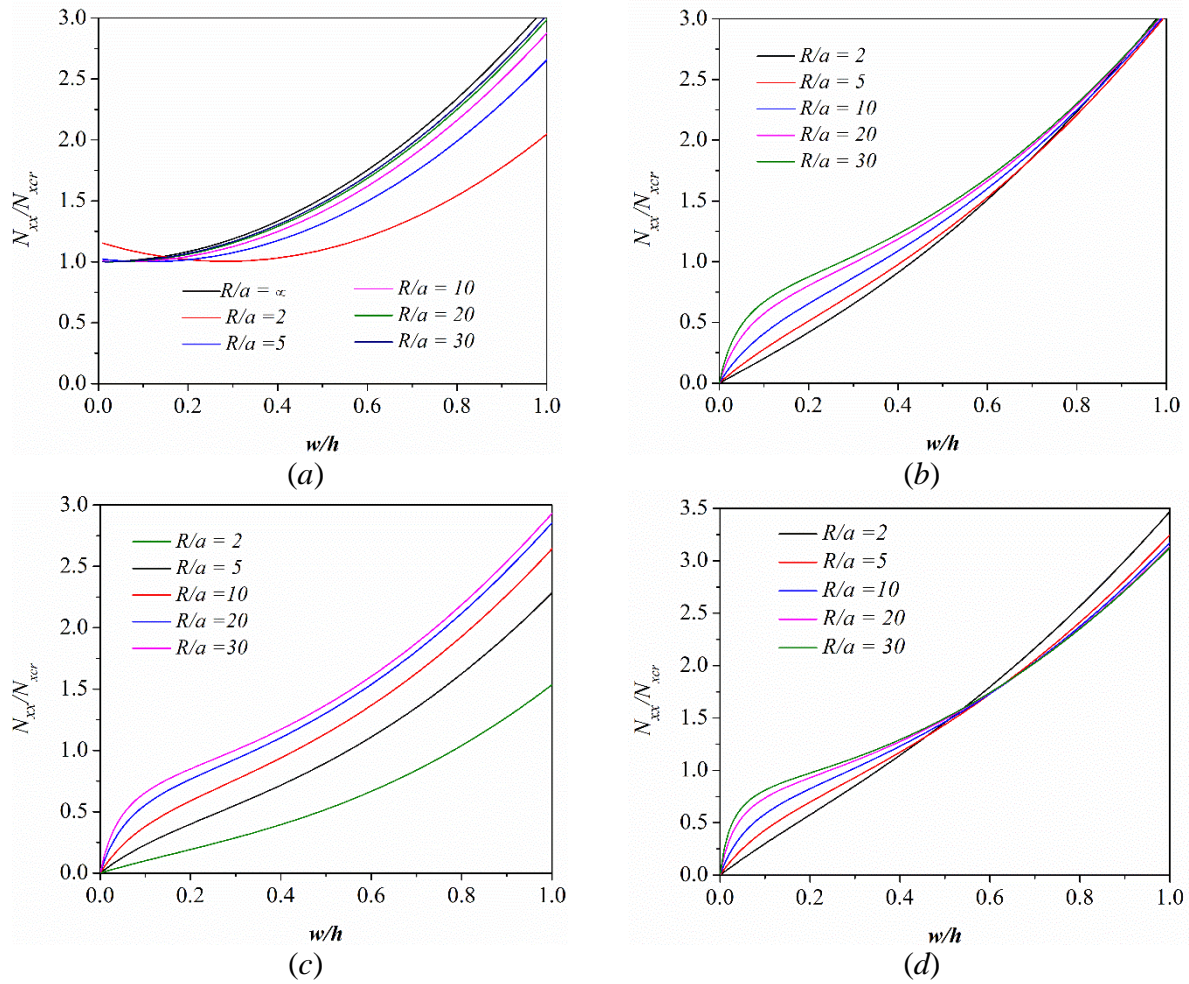 3.0
2.5
2.0
1.5
1.0
0.5
0.0
N_xx/N_xcr
R/a = ∝
R/a =2
R/a =5
R/a = 10
R/a = 20
R/a = 30
0.0 0.2 0.4 0.6 0.8 1.0
w/h
(a)
3.0
2.5
2.0
1.5
1.0
0.5
0.0
N_xx/N_xcr
R/a = 2
R/a = 5
R/a = 10
R/a = 20
R/a = 30
0.0 0.2 0.4 0.6 0.8 1.0
w/h
(b)
3.0
2.5
2.0
1.5
1.0
0.5
0.0
N_xx/N_xcr
R/a = 2
R/a = 5
R/a =10
R/a =20
R/a =30
0.0 0.2 0.4 0.6 0.8 1.0
w/h
(c)
3.5
3.0
2.5
2.0
1.5
1.0
0.5
0.0
N_xx/N_xcr
R/a =2
R/a =5
R/a =10
R/a = 20
R/a = 30
0.0 0.2 0.4 0.6 0.8 1.0
w/h
(d)